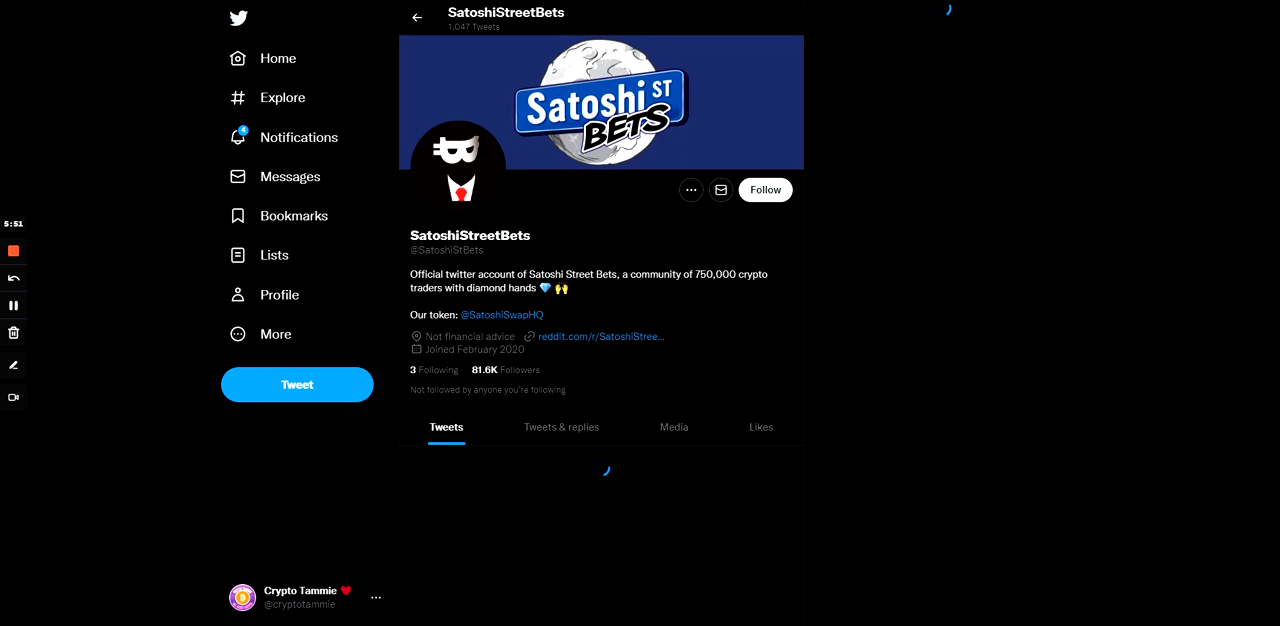 SatoshiStreetBets
1,047 Tweets
Home
Explore
4
Notifications
Messages
Bookmarks
Lists
Profile
More
Tweet
Crypto Tammie ❤️
@cryptotammie
5:51
Satoshi ST
BETS
Follow
SatoshiStreetBets
@SatoshiStBets
Official twitter account of Satoshi Street Bets, a community of 750,000 crypto
traders with diamond hands 💎 🙌
Our token: @SatoshiSwapHQ
Not financial advice reddit.com/r/SatoshiStree...
Joined February 2020
3 Following 81.6K Followers
Not followed by anyone you're following
Tweets Tweets & replies Media Likes